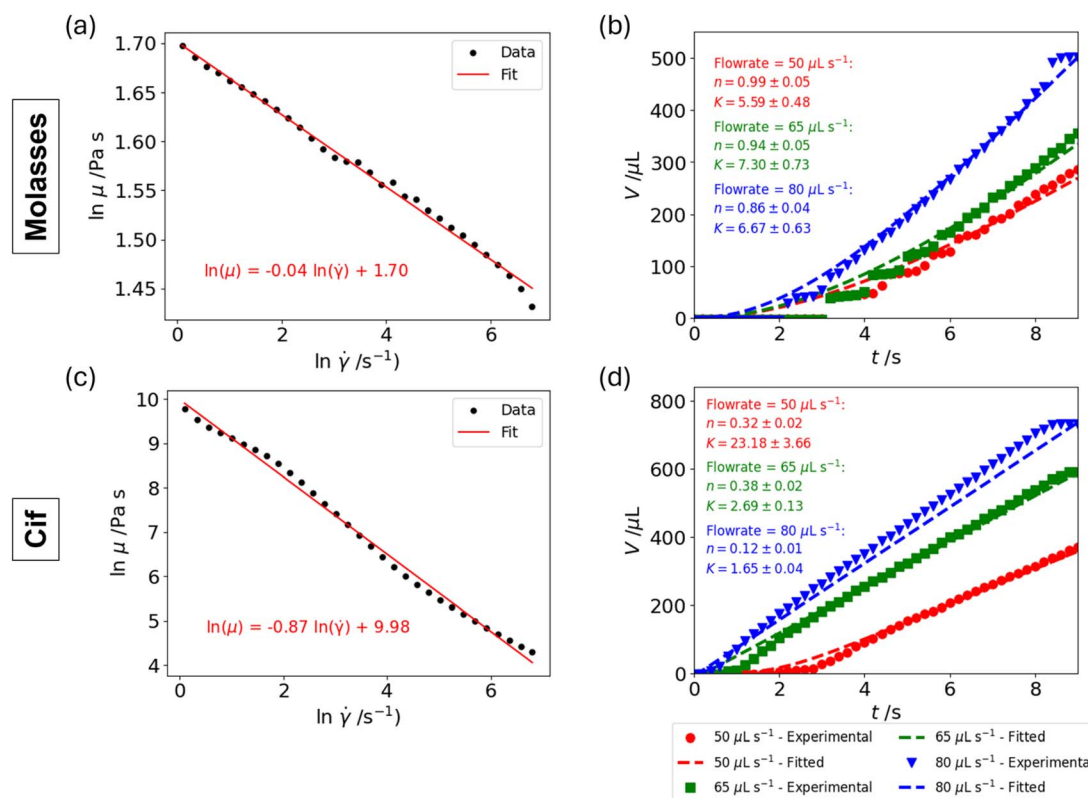 (a)
Molasses
1.70
1.65
1.60
1.55
1.50
1.45
ln μ /Pa s
Data
Fit
ln(μ) = -0.04 ln(γ̇) + 1.70
0
2
4
6
ln γ̇ /s⁻¹)
(b)
500
400
300
200
100
0
V /μL
Flowrate = 50 μL s⁻¹:
n = 0.99 ± 0.05
K = 5.59 ± 0.48
Flowrate = 65 μL s⁻¹:
n = 0.94 ± 0.05
K = 7.30 ± 0.73
Flowrate = 80 μL s⁻¹:
n = 0.86 ± 0.04
K = 6.67 ± 0.63
0
2
4
6
8
t /s
(c)
Cif
10
9
8
7
6
5
4
ln μ /Pa s
Data
Fit
ln(μ) = -0.87 ln(γ̇) + 9.98
0
2
4
6
ln γ̇ /s⁻¹)
(d)
800
600
400
200
0
V /μL
Flowrate = 50 μL s⁻¹:
n = 0.32 ± 0.02
K = 23.18 ± 3.66
Flowrate = 65 μL s⁻¹:
n = 0.38 ± 0.02
K = 2.69 ± 0.13
Flowrate = 80 μL s⁻¹:
n = 0.12 ± 0.01
K = 1.65 ± 0.04
0
2
4
6
8
t /s
50 μL s⁻¹ - Experimental
50 μL s⁻¹ - Fitted
65 μL s⁻¹ - Experimental
65 μL s⁻¹ - Fitted
80 μL s⁻¹ - Experimenta
80 μL s⁻¹ - Fitted